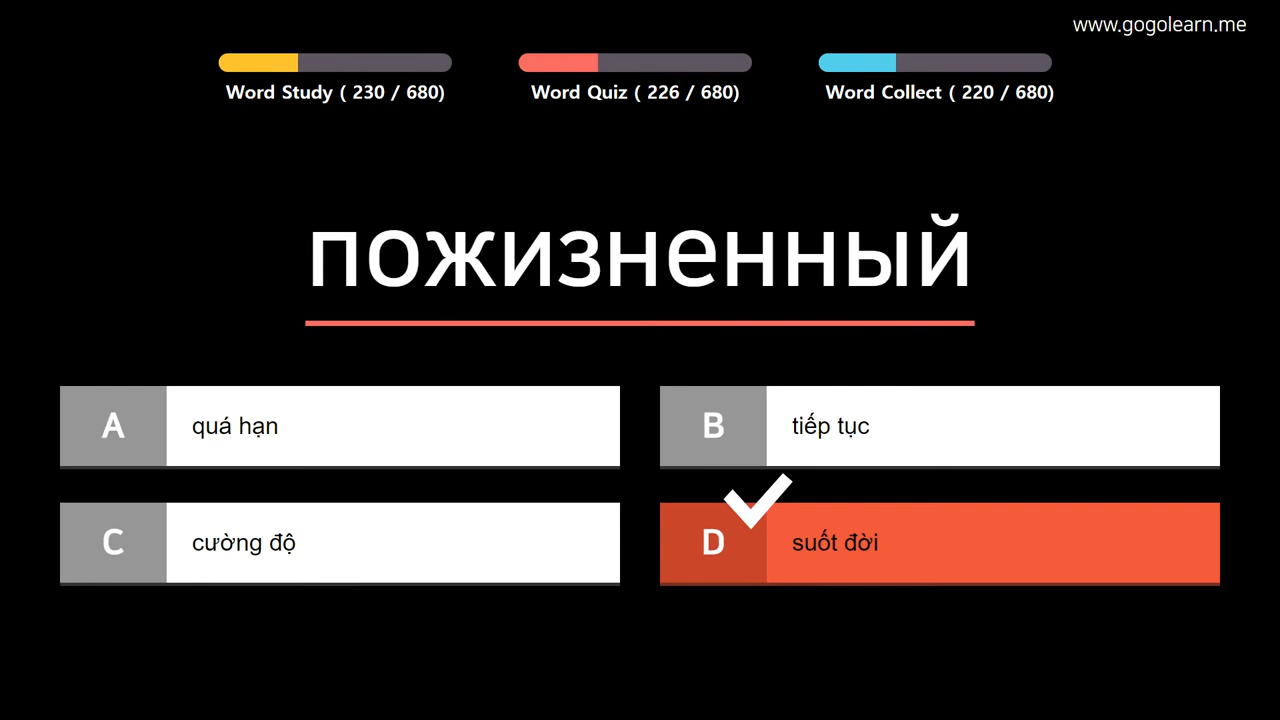 www.gogolearn.me
Word Study ( 230 / 680)
Word Quiz ( 226 / 680)
Word Collect ( 220 / 680)
пожизненный
A quá hạn
B tiếp tục
C cường độ
D suốt đời